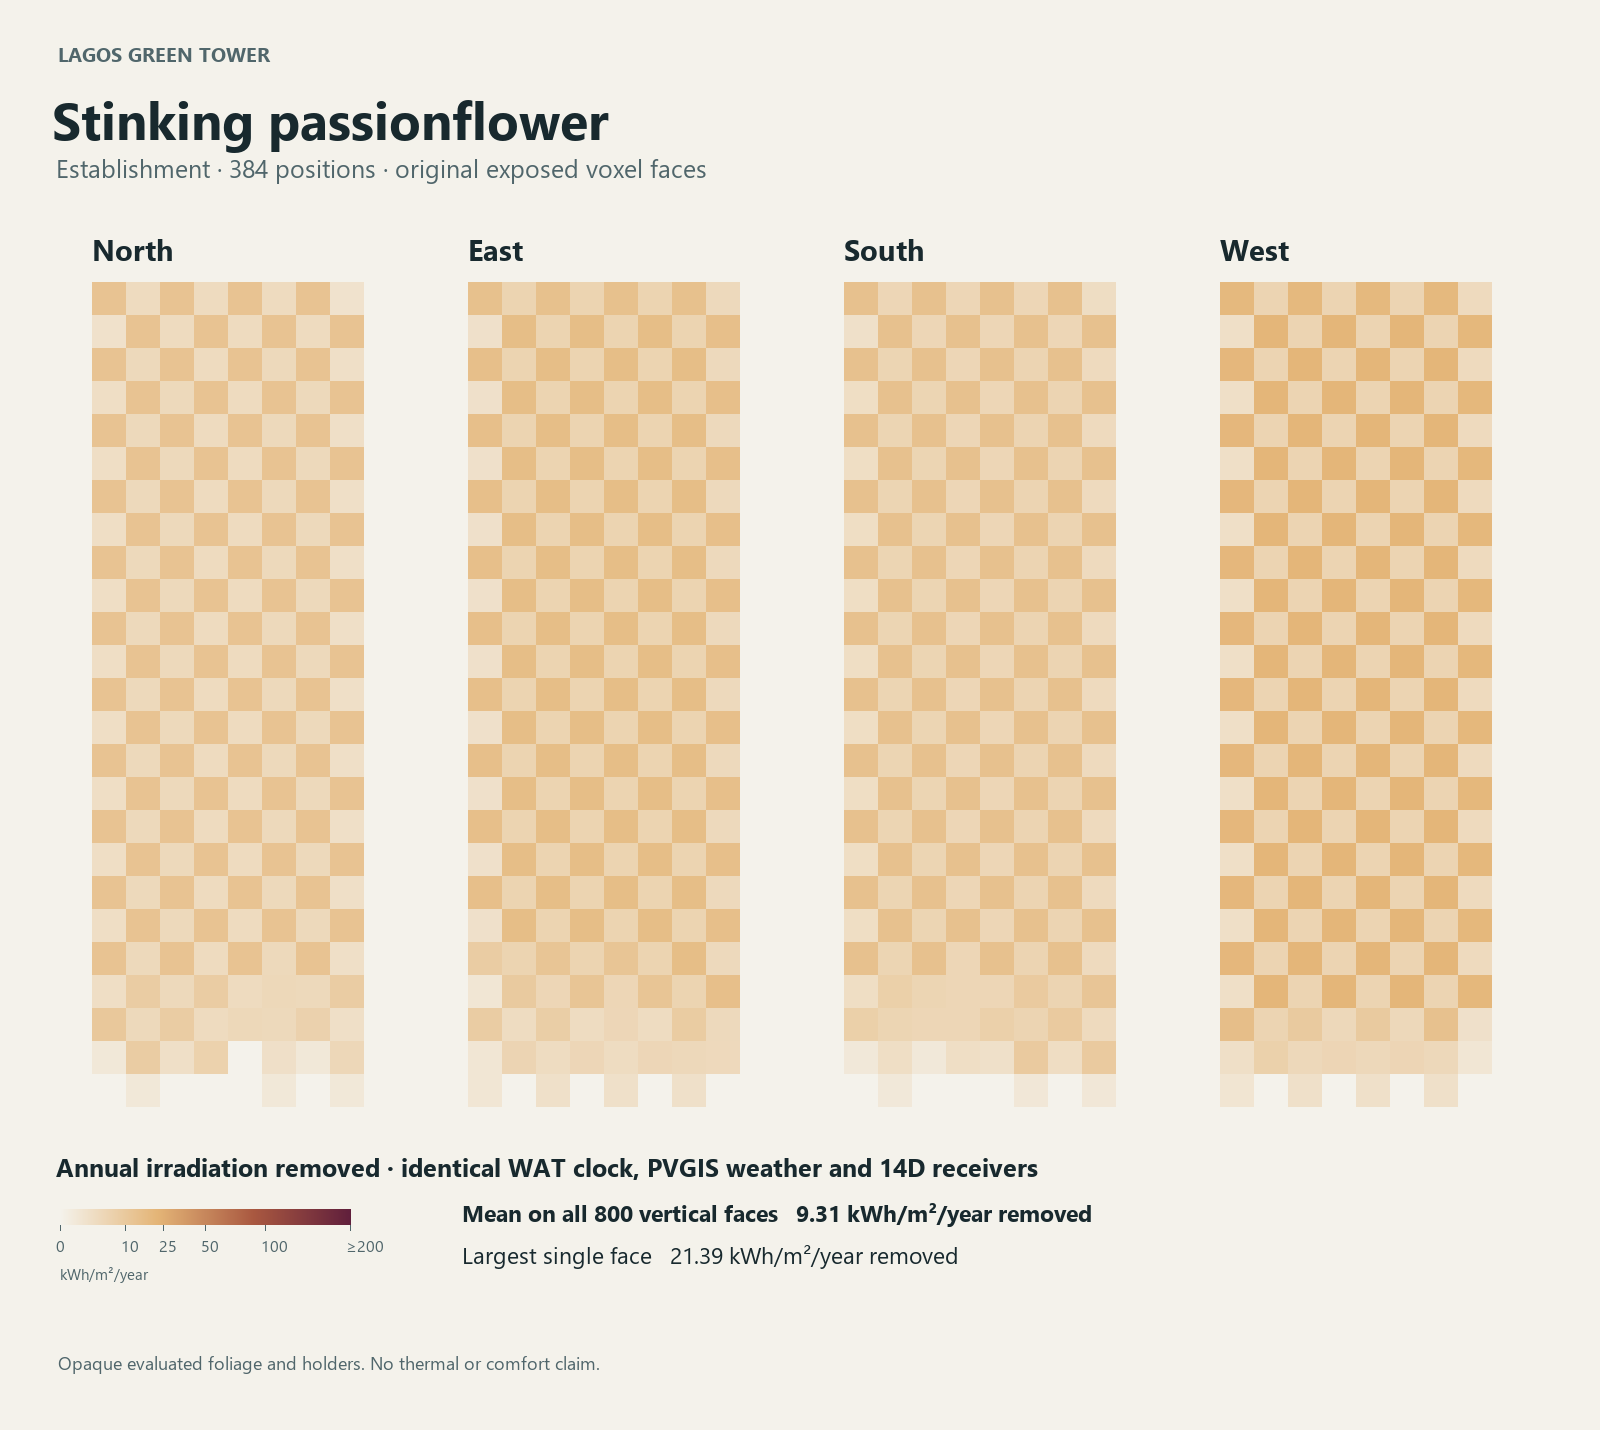 LAGOS GREEN TOWER
Stinking passionflower
Establishment · 384 positions · original exposed voxel faces
North East South West
Annual irradiation removed · identical WAT clock, PVGIS weather and 14D receivers
Mean on all 800 vertical faces 9.31 kWh/m²/year removed
0 10 25 50 100 ≥200
Largest single face 21.39 kWh/m²/year removed
kWh/m²/year
Opaque evaluated foliage and holders. No thermal or comfort claim.